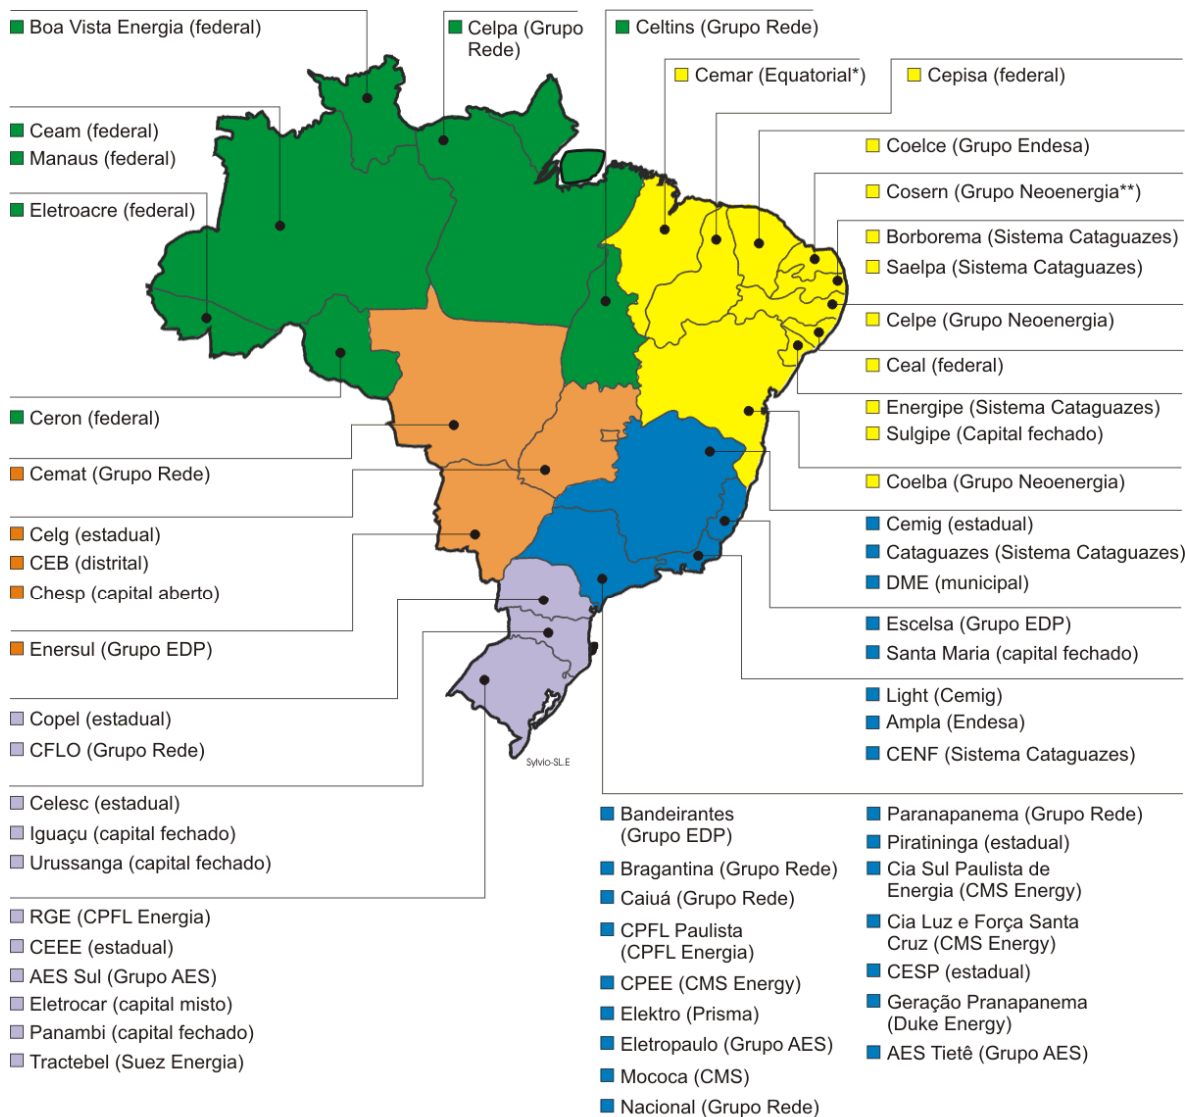 Boa Vista Energia (federal)
Celpa (Grupo
Rede)
Celtins (Grupo Rede)
Cemar (Equatorial*)
Cepisa (federal)
Ceam (federal)
Manaus (federal)
Eletroacre (federal)
Coelce (Grupo Endesa)
Cosern (Grupo Neoenergia**)
Borborema (Sistema Cataguazes)
Saelpa (Sistema Cataguazes)
Celpe (Grupo Neoenergia)
Ceal (federal)
Energipe (Sistema Cataguazes)
Sulgipe (Capital fechado)
Coelba (Grupo Neoenergia)
Ceron (federal)
Cemat (Grupo Rede)
Celg (estadual)
CEB (distrital)
Chesp (capital aberto)
Enersul (Grupo EDP)
Cemig (estadual)
Cataguazes (Sistema Cataguazes)
DME (municipal)
Escelsa (Grupo EDP)
Santa Maria (capital fechado)
Light (Cemig)
Ampla (Endesa)
CENF (Sistema Cataguazes)
Copel (estadual)
CFLO (Grupo Rede)
Sylvio-SL.E
Celesc (estadual)
Iguaçu (capital fechado)
Urussanga (capital fechado)
RGE (CPFL Energia)
CEEE (estadual)
AES Sul (Grupo AES)
Eletrocar (capital misto)
Panambi (capital fechado)
Tractebel (Suez Energia)
Bandeirantes
(Grupo EDP)
Bragantina (Grupo Rede)
Caiuá (Grupo Rede)
CPFL Paulista
(CPFL Energia)
CPEE (CMS Energy)
Elektro (Prisma)
Eletropaulo (Grupo AES)
Mococa (CMS)
Nacional (Grupo Rede)
Paranapanema (Grupo Rede)
Piratininga (estadual)
Cia Sul Paulista de
Energia (CMS Energy)
Cia Luz e Força Santa
Cruz (CMS Energy)
CESP (estadual)
Geração Pranapanema
(Duke Energy)
AES Tietê (Grupo AES)